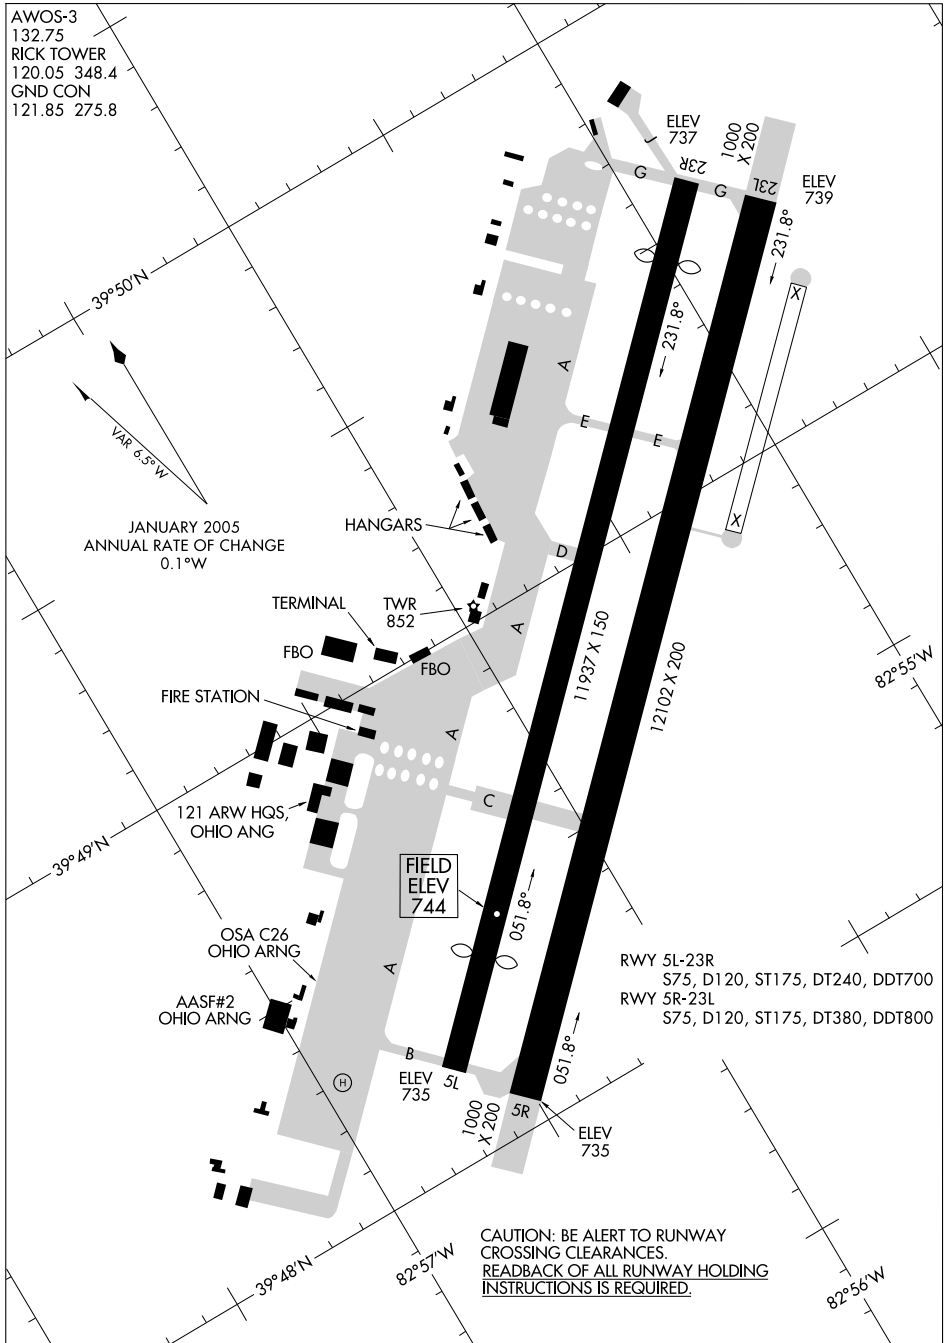 AWOS-3
132.75
RICK TOWER
120.05 348.4
GND CON
121.85 275.8
ELEV
737
J
1000
X 200
23R
23L
G
G
ELEV
739
231.8°
39°50'N
X
231.8°
A
VAR 6.5° W
E
E
JANUARY 2005
ANNUAL RATE OF CHANGE
0.1°W
HANGARS
X
D
TERMINAL
TWR
852
A
FBO
FBO
11937 X 150
12102 X 200
82°55'W
FIRE STATION
A
121 ARW HQS,
OHIO ANG
C
39°49'N
FIELD
ELEV
744
051.8°
OSA C26
OHIO ARNG
A
RWY 5L-23R
S75, D120, ST175, DT240, DDT700
RWY 5R-23L
S75, D120, ST175, DT380, DDT800
AASF#2
OHIO ARNG
051.8°
B
H
ELEV
735
5L
5R
1000
X 200
ELEV
735
CAUTION: BE ALERT TO RUNWAY
CROSSING CLEARANCES.
READBACK OF ALL RUNWAY HOLDING
INSTRUCTIONS IS REQUIRED.
39°48'N
82°57'W
82°56'W